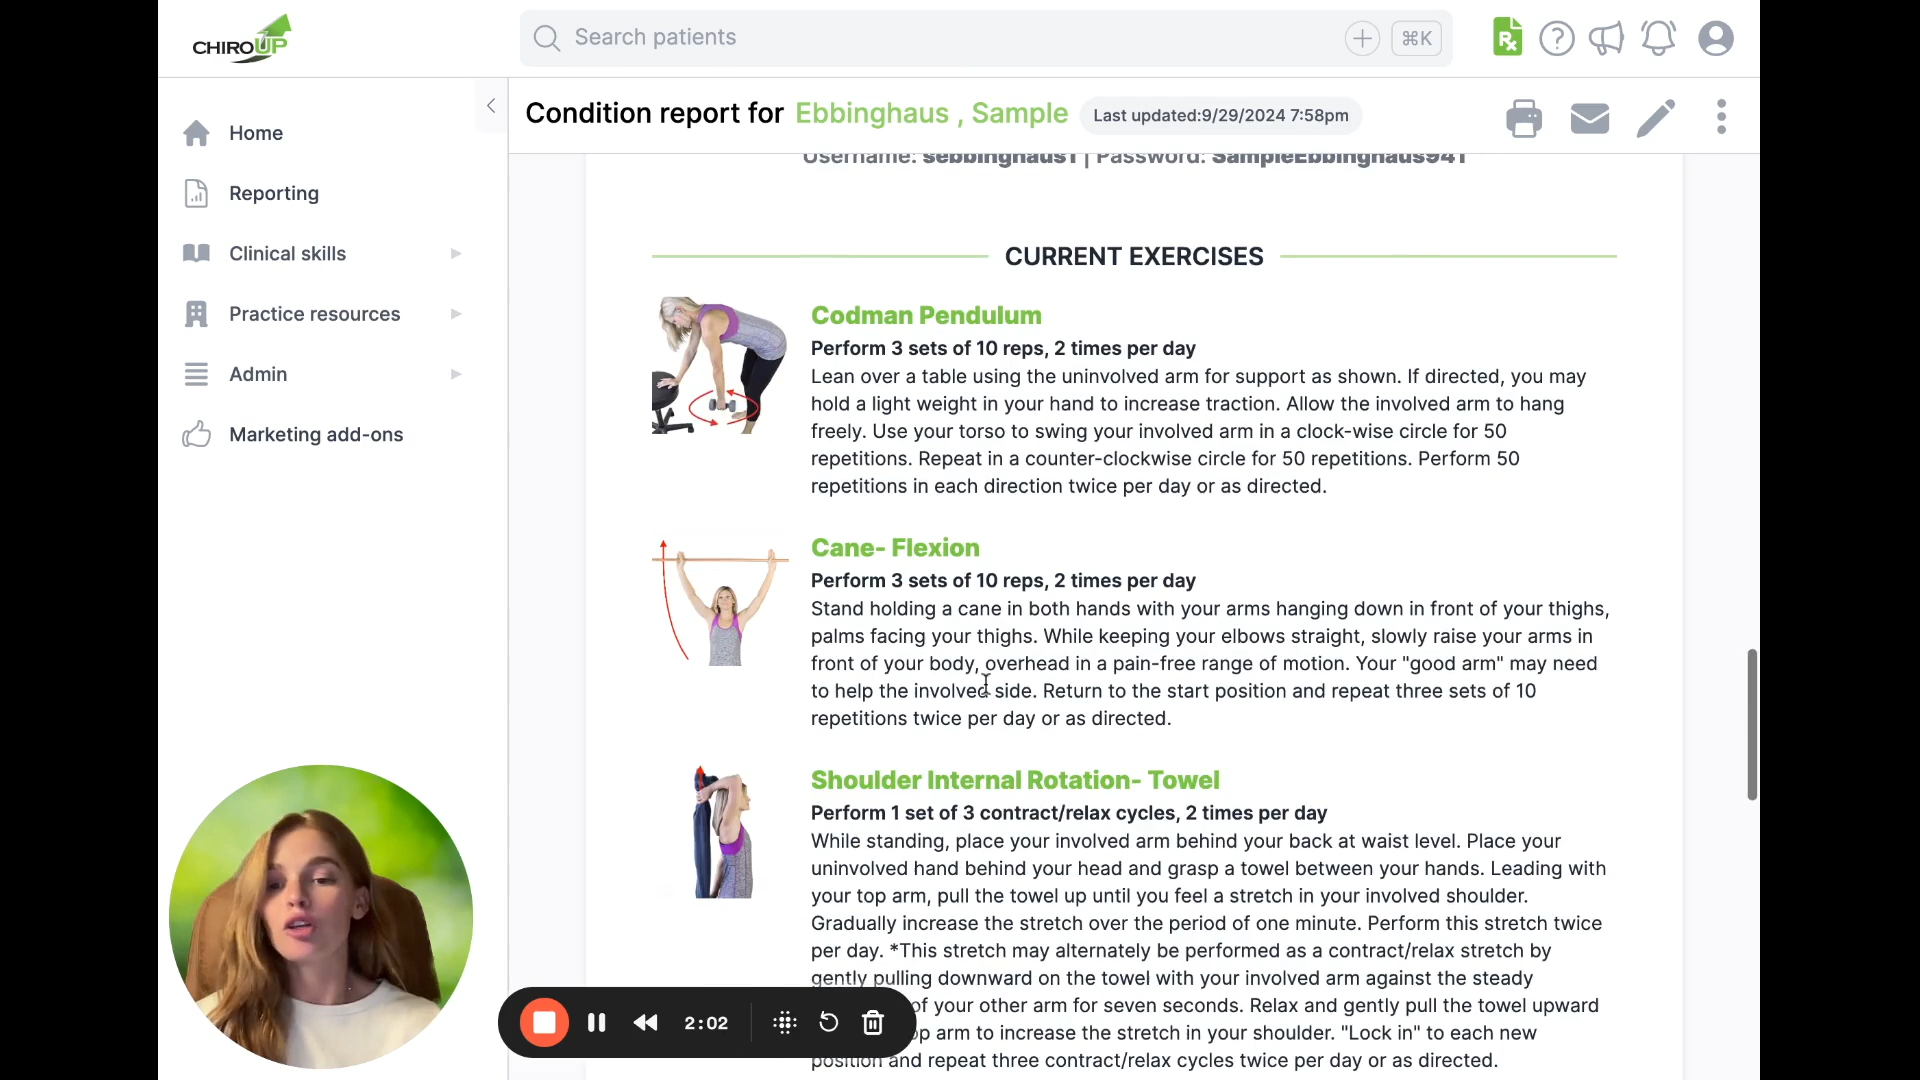 CHIROUP
Search patients
⌘K
Rx
?
Condition report for Ebbinghaus , Sample
Last updated:9/29/2024 7:58pm
Home
Reporting
Clinical skills
Practice resources
Admin
Marketing add-ons
Username: sebbinghaus1 | Password: SampleEbbinghaus941
CURRENT EXERCISES
Codman Pendulum
Perform 3 sets of 10 reps, 2 times per day
Lean over a table using the uninvolved arm for support as shown. If directed, you may
hold a light weight in your hand to increase traction. Allow the involved arm to hang
freely. Use your torso to swing your involved arm in a clock-wise circle for 50
repetitions. Repeat in a counter-clockwise circle for 50 repetitions. Perform 50
repetitions in each direction twice per day or as directed.
Cane- Flexion
Perform 3 sets of 10 reps, 2 times per day
Stand holding a cane in both hands with your arms hanging down in front of your thighs,
palms facing your thighs. While keeping your elbows straight, slowly raise your arms in
front of your body, overhead in a pain-free range of motion. Your "good arm" may need
to help the involved side. Return to the start position and repeat three sets of 10
repetitions twice per day or as directed.
Shoulder Internal Rotation- Towel
Perform 1 set of 3 contract/relax cycles, 2 times per day
While standing, place your involved arm behind your back at waist level. Place your
uninvolved hand behind your head and grasp a towel between your hands. Leading with
your top arm, pull the towel up until you feel a stretch in your involved shoulder.
Gradually increase the stretch over the period of one minute. Perform this stretch twice
per day. *This stretch may alternately be performed as a contract/relax stretch by
gently pulling downward on the towel with your involved arm against the steady
of your other arm for seven seconds. Relax and gently pull the towel upward
op arm to increase the stretch in your shoulder. "Lock in" to each new
position and repeat three contract/relax cycles twice per day or as directed.
2:02